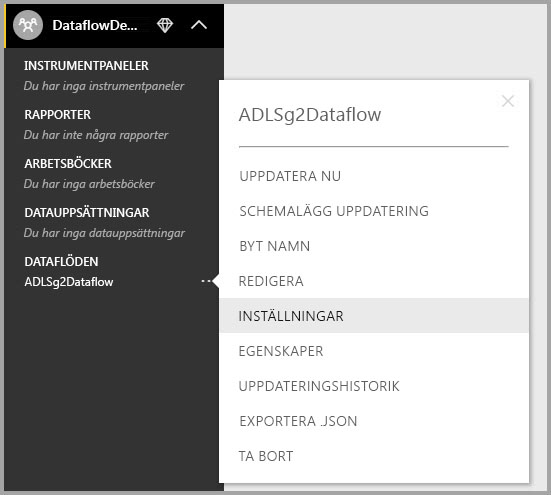 DataflowDe...
INSTRUMENTPANELER
Du har inga instrumentpaneler
RAPPORTER
Du har inte några rapporter
ARBETSBÖCKER
Du har inga arbetsböcker
DATAUPPSÄTTNINGAR
Du har inga datauppsättningar
DATAFLÖDEN
ADLSg2Dataflow
ADLSg2Dataflow
UPPDATERA NU
SCHEMALÄGG UPPDATERING
BYT NAMN
REDIGERA
INSTÄLLNINGAR
EGENSKAPER
UPPDATERINGSHISTORIK
EXPORTERA .JSON
TA BORT